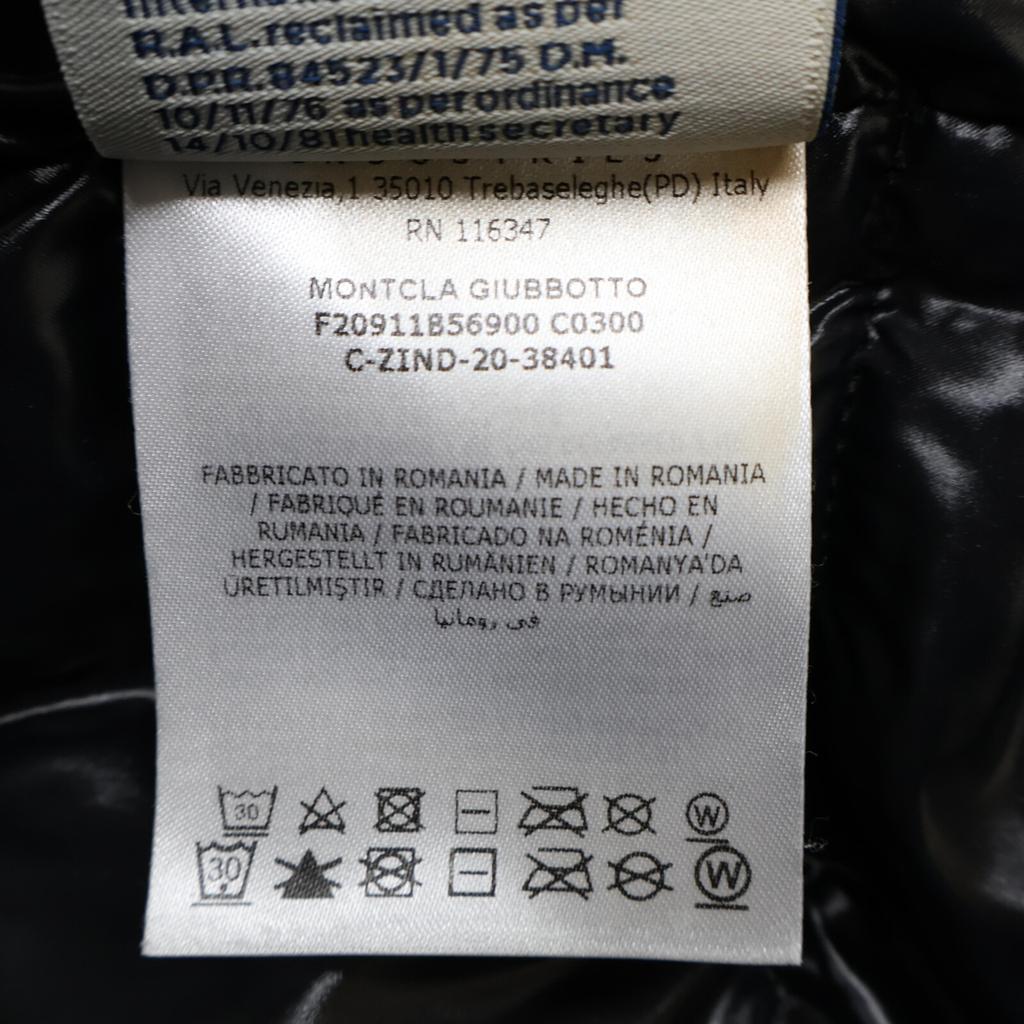 R.A.L. reclaimed as per
D.P.R. 84523/1/75 D.M.
10/11/76 as per ordinance
14/10/81 health secretary
Via Venezia,1 35010 Trebaseleghe(PD) Italy
RN 116347
MONTCLA GIUBBOTTO
F20911B56900 C0300
C-ZIND-20-38401
FABBRICATO IN ROMANIA / MADE IN ROMANIA
/ FABRIQUÉ EN ROUMANIE / HECHO EN
RUMANIA / FABRICADO NA ROMÉNIA /
HERGESTELLT IN RUMÄNIEN / ROMANYA'DA
ÜRETILMIŞTIR / СДЕЛАНО В РУМЫНИИ / صنع
في رومانيا
30 W
30 W